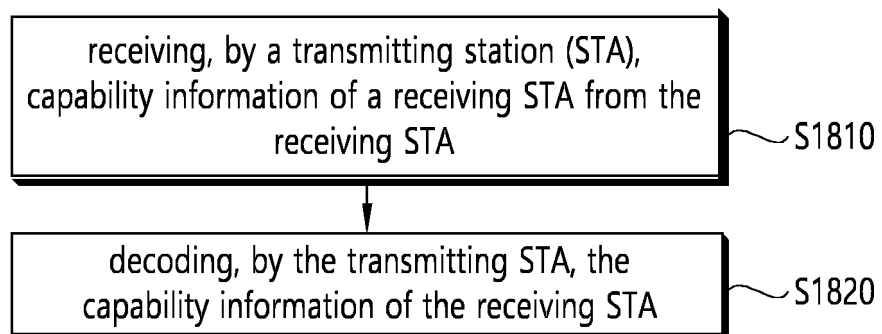 receiving, by a transmitting station (STA),
capability information of a receiving STA from the
receiving STA
S1810
decoding, by the transmitting STA, the
capability information of the receiving STA
S1820